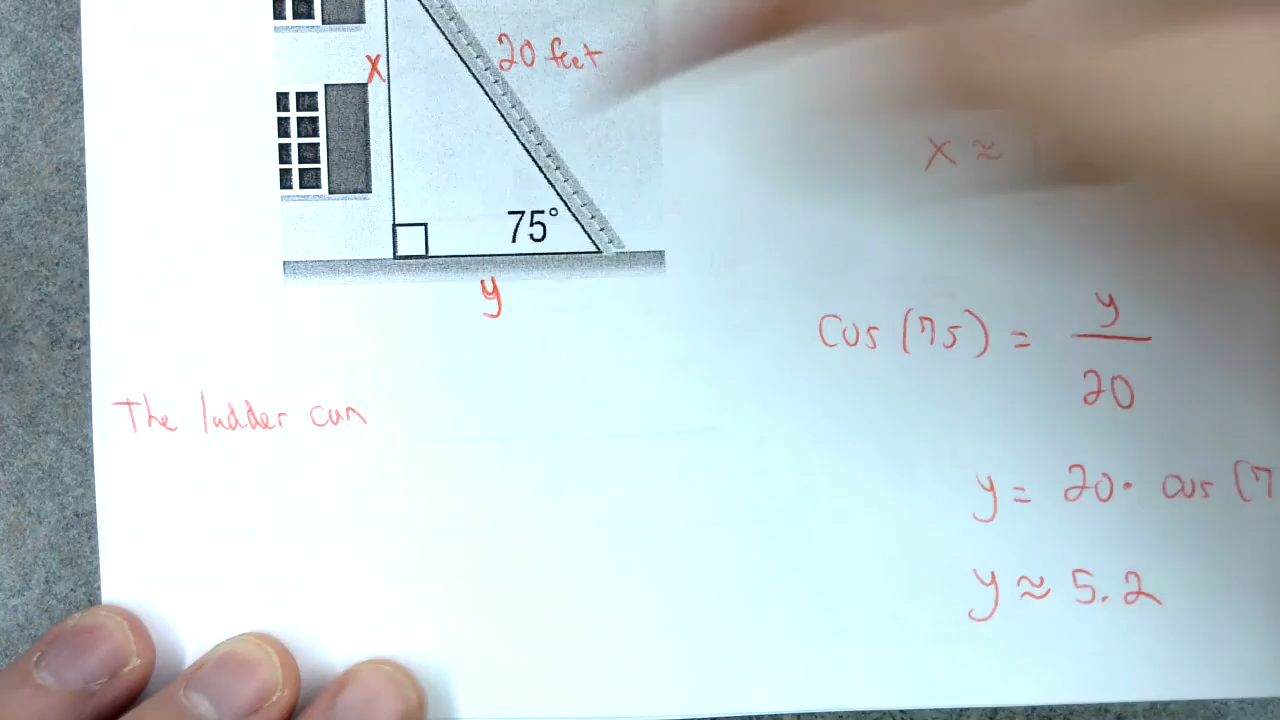 20 feet
x
x ≈
75°
y
cos (75) = y
20
The ladder can
y = 20 · cos (7
y ≈ 5.2